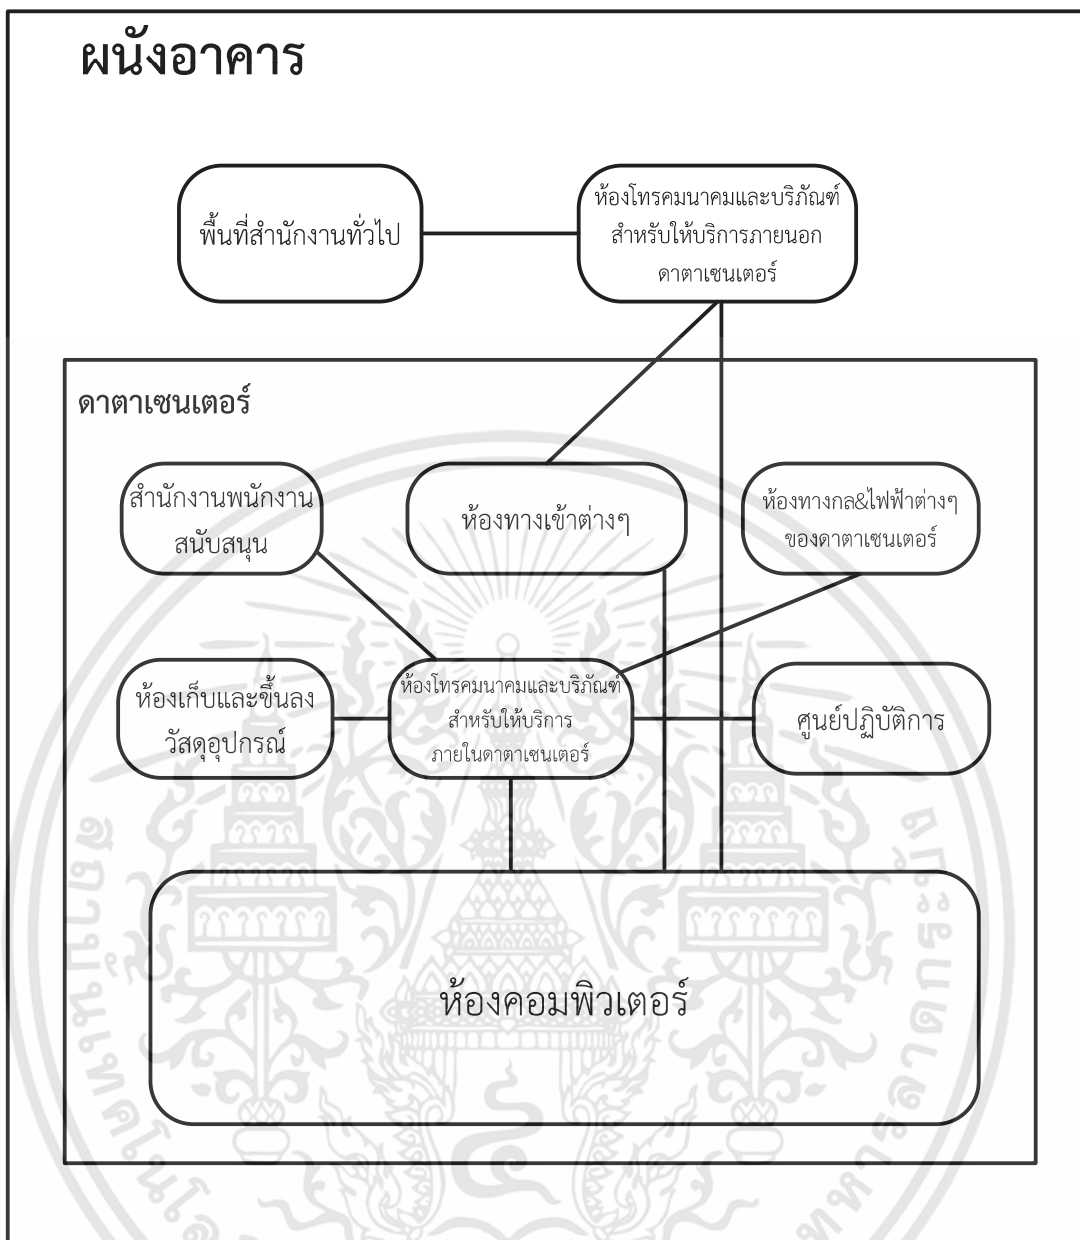 ผนังอาคาร
พื้นที่สำนักงานทั่วไป
ห้องโทรคมนาคมและบริภัณฑ์
สำหรับให้บริการภายนอก
ดาตาเซนเตอร์
ดาตาเซนเตอร์
สำนักงานพนักงาน
สนับสนุน
ห้องทางเข้าต่างๆ
ห้องทางกล&ไฟฟ้าต่างๆ
ของดาตาเซนเตอร์
ห้องเก็บและขึ้นลง
วัสดุอุปกรณ์
ห้องโทรคมนาคมและบริภัณฑ์
สำหรับให้บริการ
ภายในดาตาเซนเตอร์
ศูนย์ปฏิบัติการ
ห้องคอมพิวเตอร์